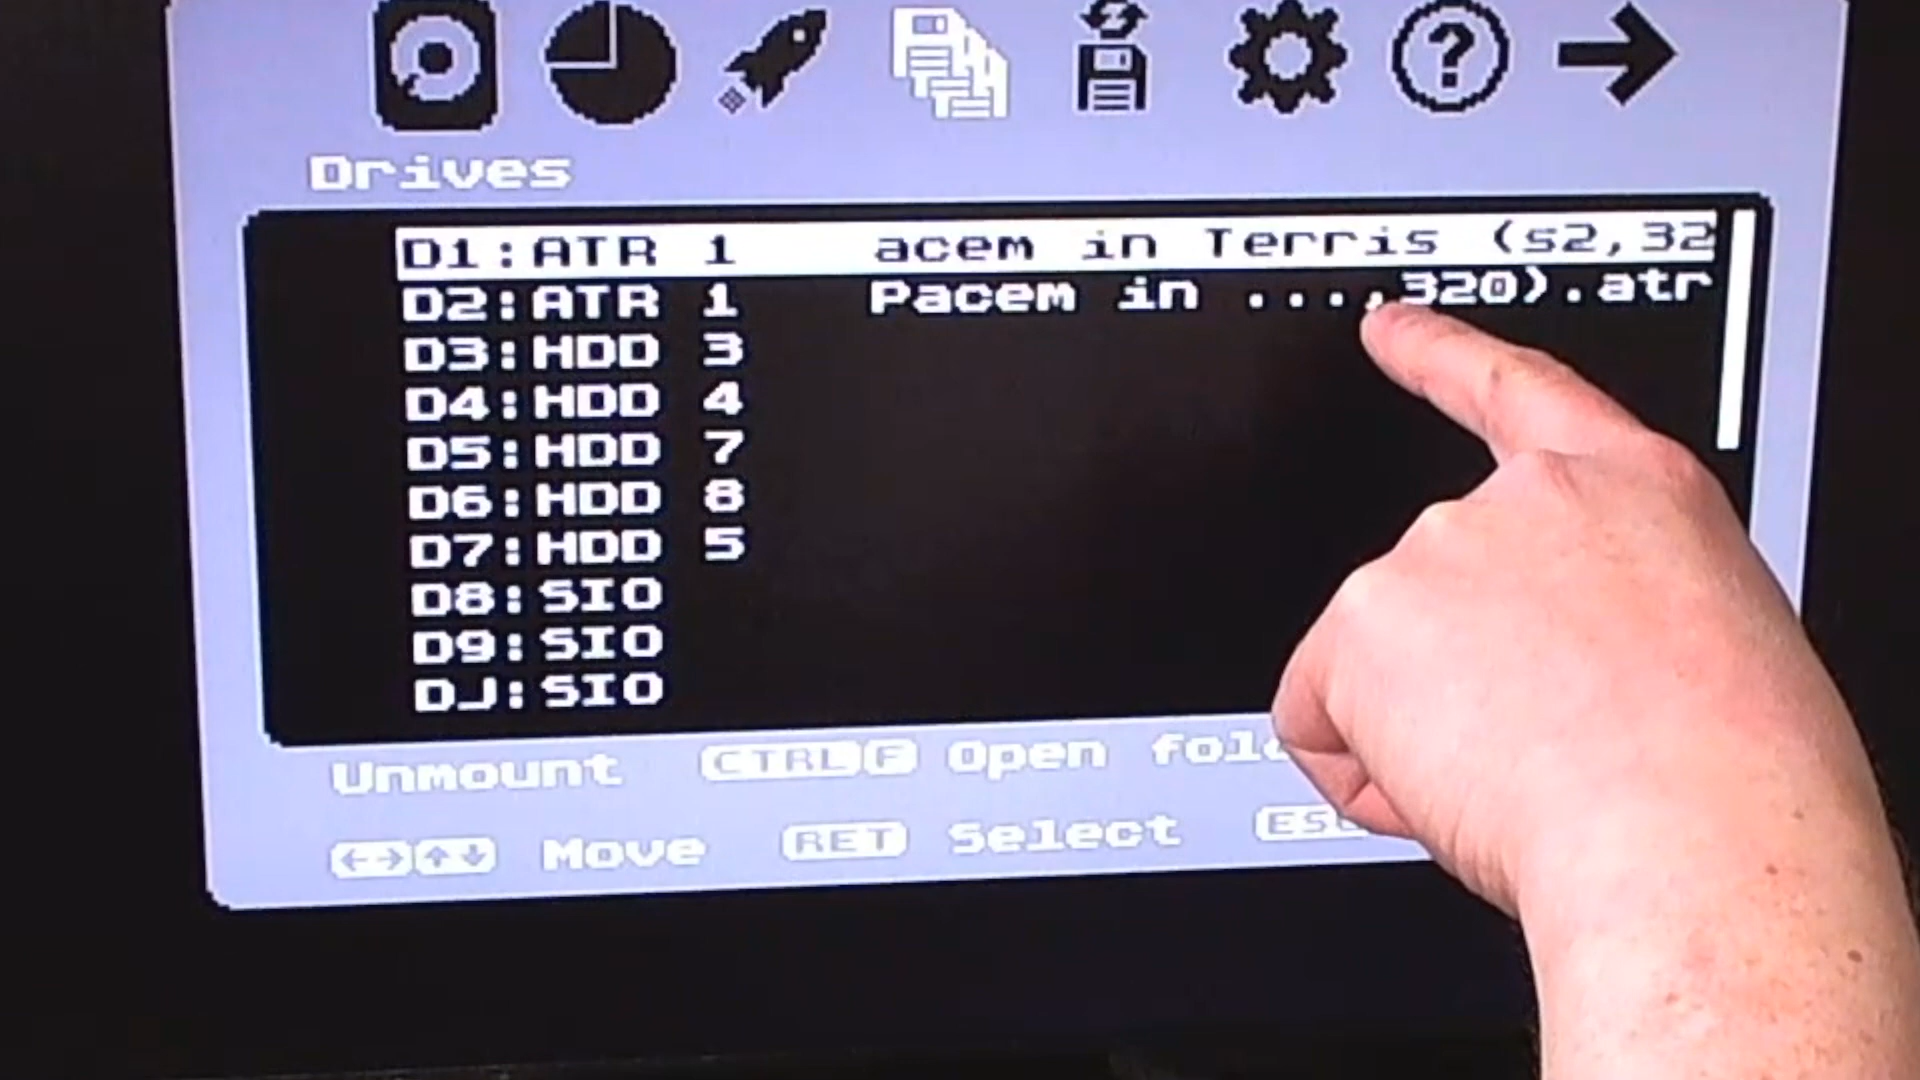 Drives
D1:ATR 1 acem in Terris (s2,32
D2:ATR 1 Pacem in ...,320).atr
D3:HDD 3
D4:HDD 4
D5:HDD 7
D6:HDD 8
D7:HDD 5
D8:SIO
D9:SIO
DJ:SIO
Unmount CTRL F Open fol
←→ ↑↓ Move RET Select ESC